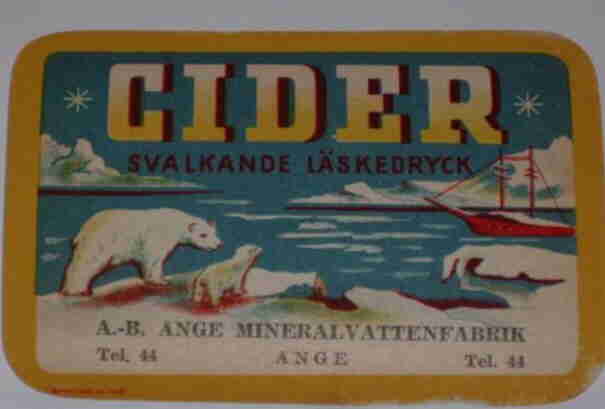 CIDER
SVALKANDE LÄSKEDRYCK
A.-B. ANGE MINERALVATTENFABRIK
Tel. 44 ANGE Tel. 44